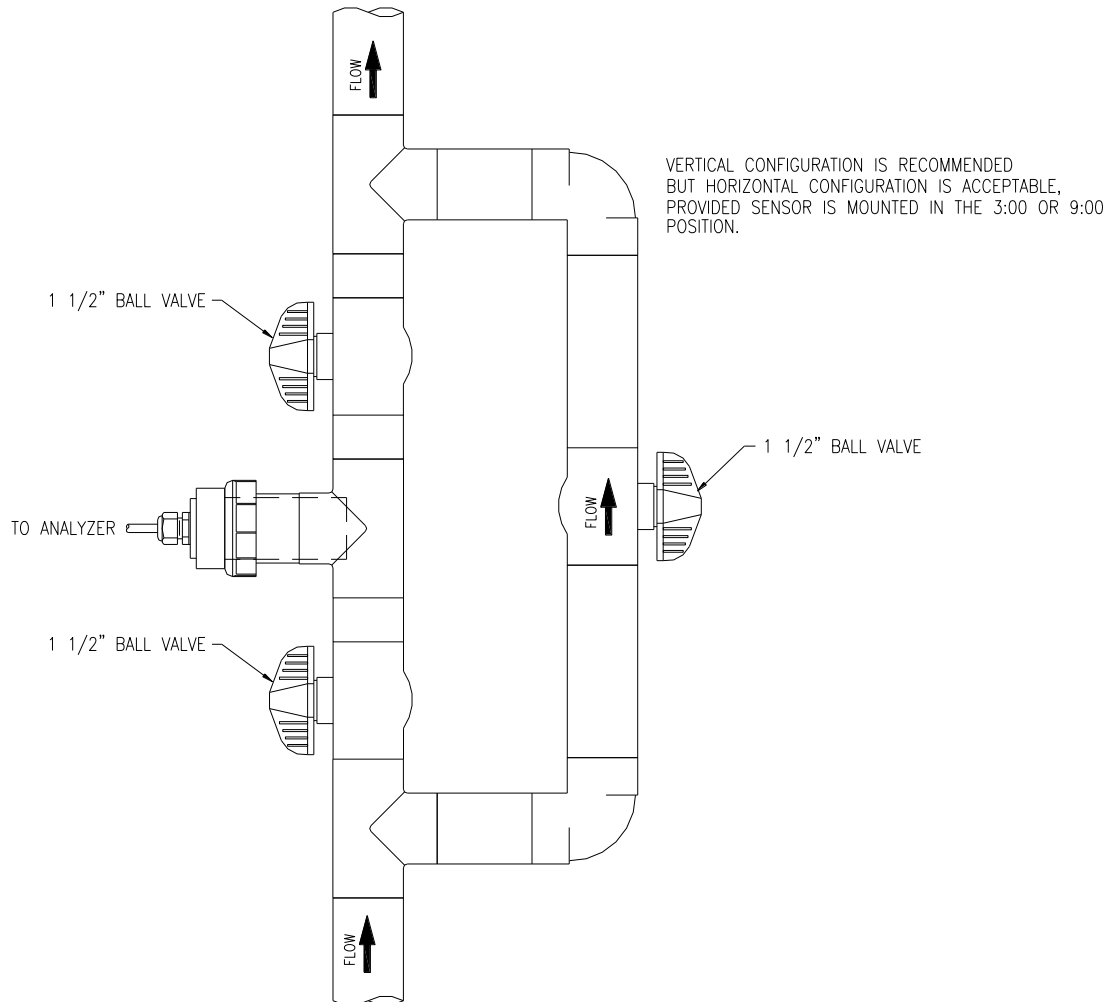 FLOW
VERTICAL CONFIGURATION IS RECOMMENDED
BUT HORIZONTAL CONFIGURATION IS ACCEPTABLE,
PROVIDED SENSOR IS MOUNTED IN THE 3:00 OR 9:00
POSITION.
1 1/2" BALL VALVE
1 1/2" BALL VALVE
FLOW
TO ANALYZER
1 1/2" BALL VALVE
FLOW